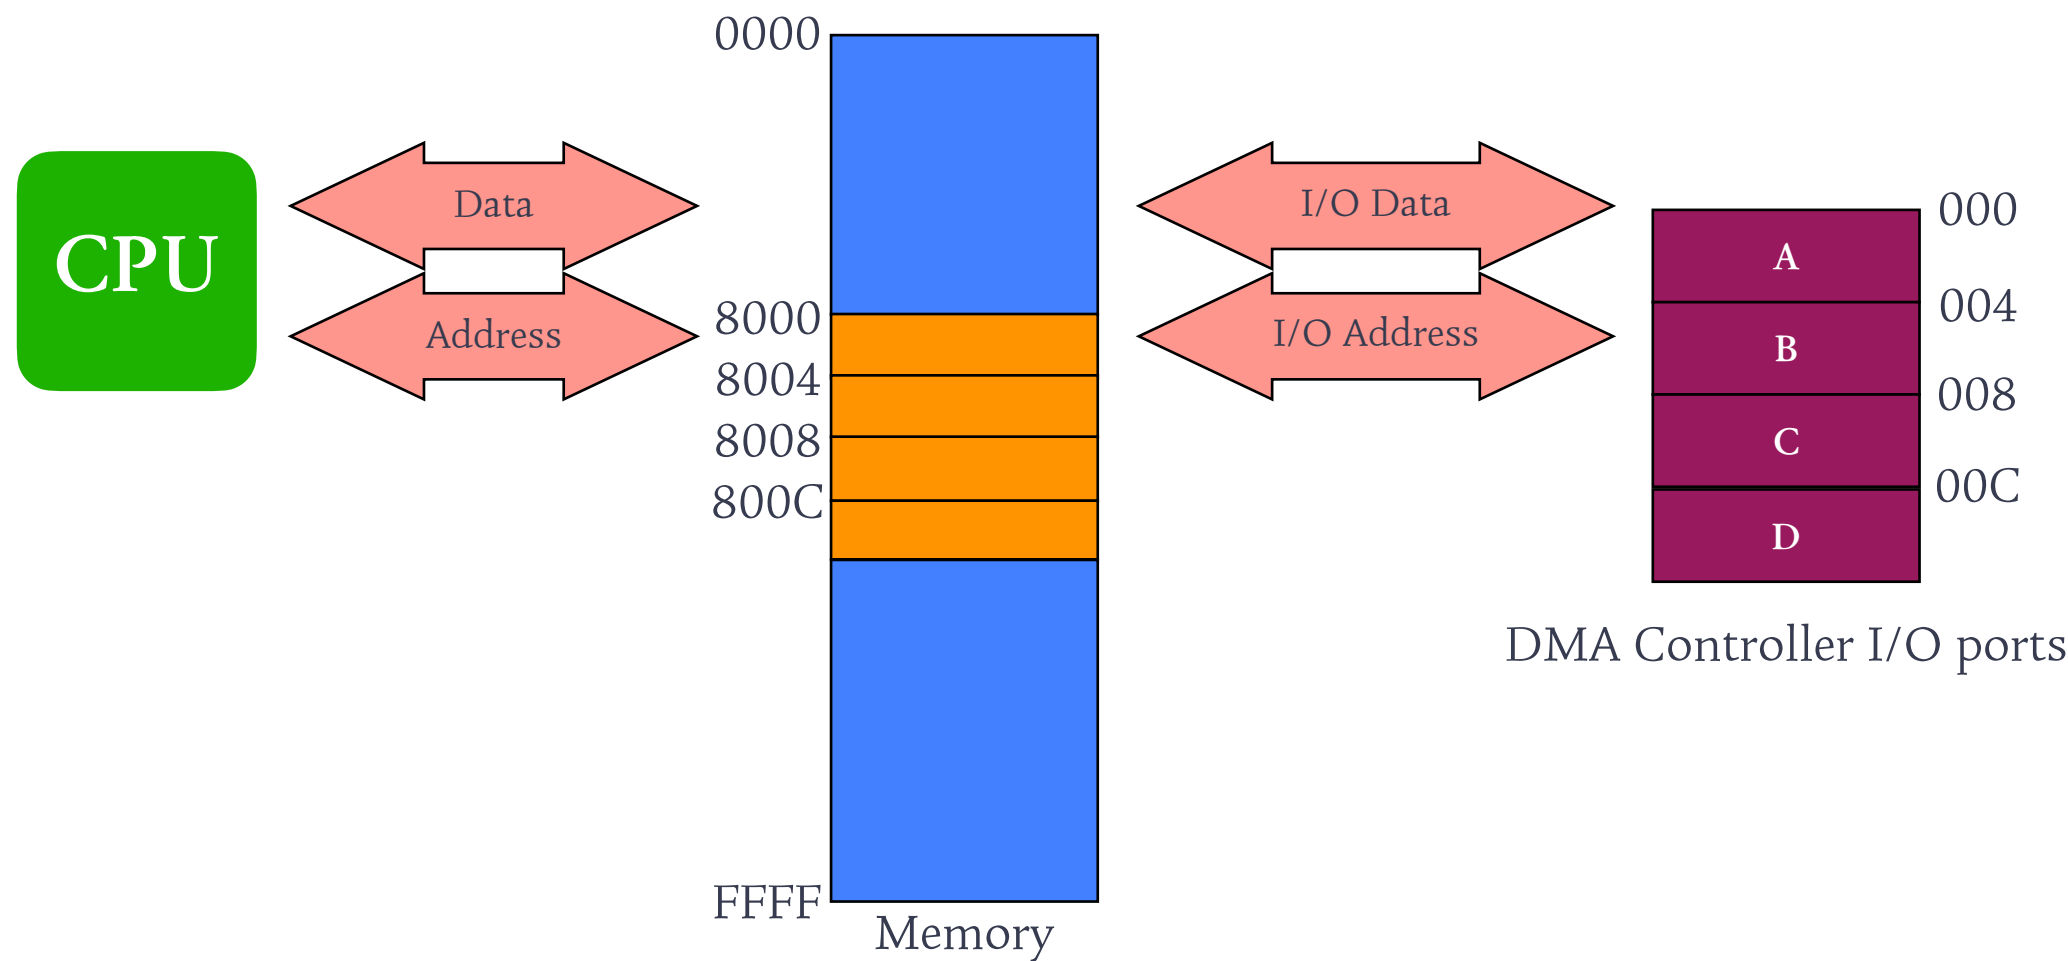 0000
CPU
Data
Address
8000
8004
8008
800C
FFFF
Memory
I/O Data
I/O Address
000
A
004
B
008
C
00C
D
DMA Controller I/O ports